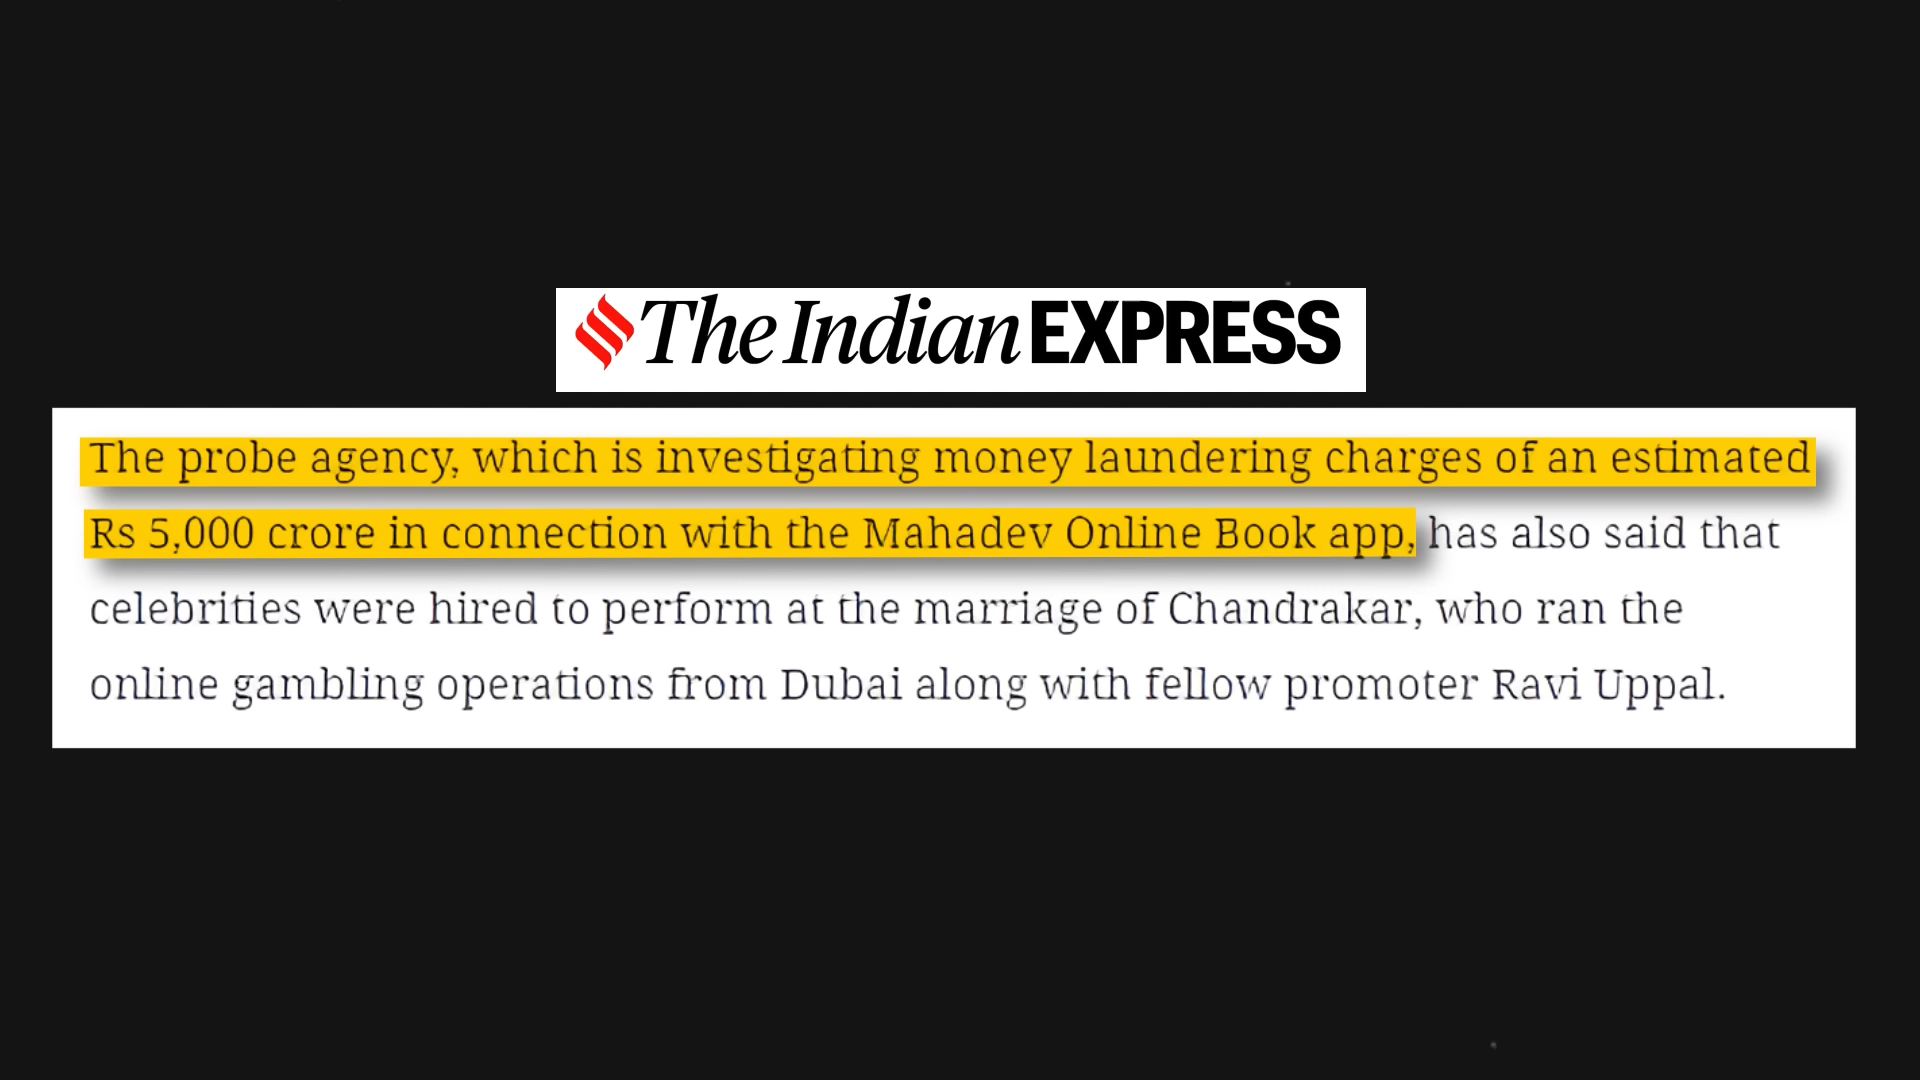 The Indian EXPRESS
The probe agency, which is investigating money laundering charges of an estimated
Rs 5,000 crore in connection with the Mahadev Online Book app, has also said that
celebrities were hired to perform at the marriage of Chandrakar, who ran the
online gambling operations from Dubai along with fellow promoter Ravi Uppal.